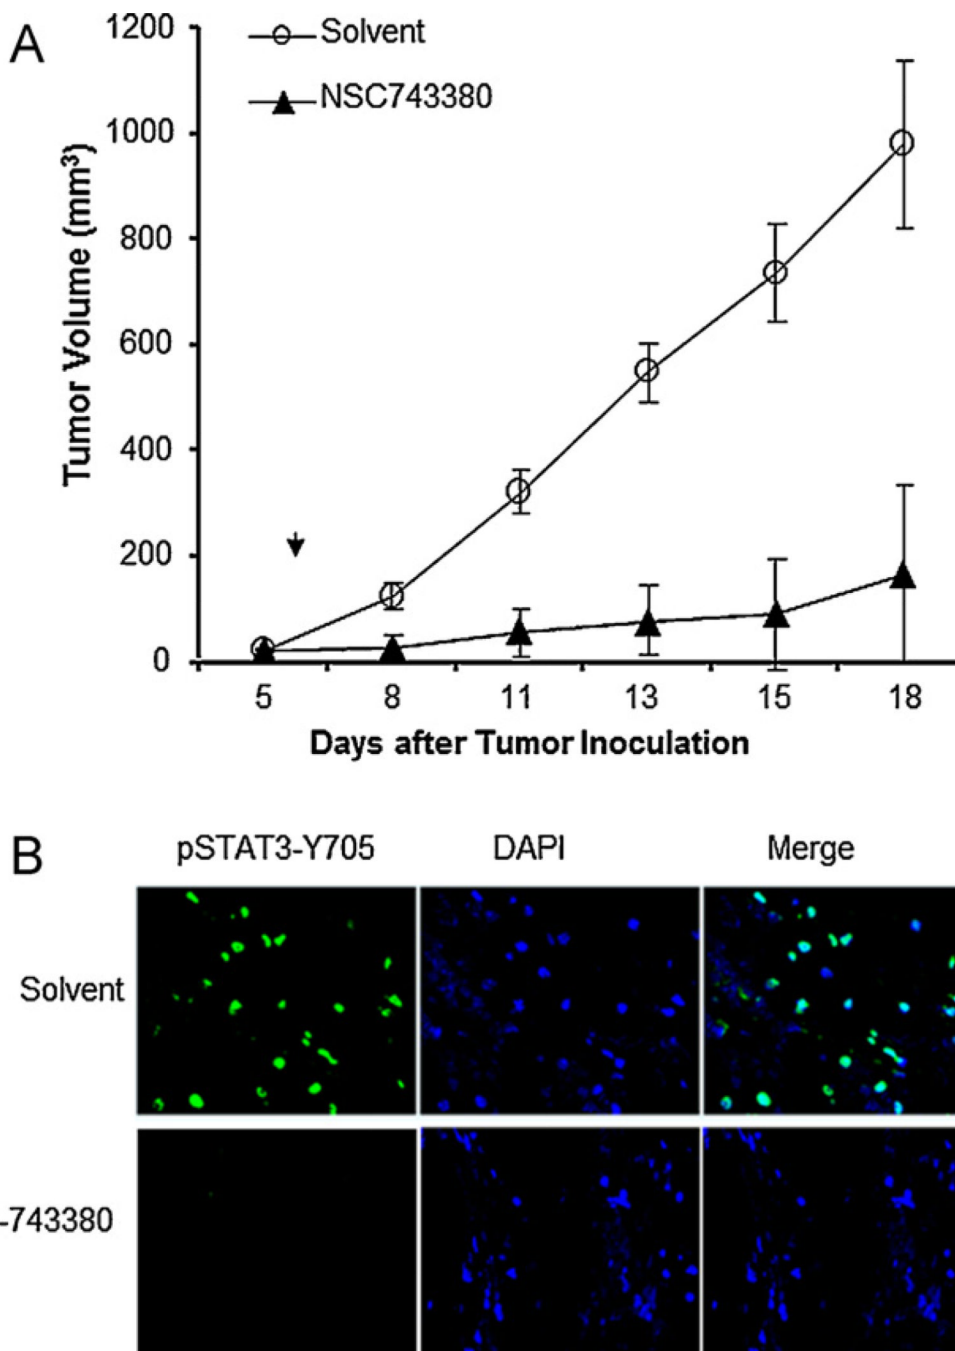 A
Solvent
NSC743380
Tumor Volume (mm³)
1200
1000
800
600
400
200
0
5 8 11 13 15 18
Days after Tumor Inoculation
B
pSTAT3-Y705 DAPI Merge
Solvent
-743380